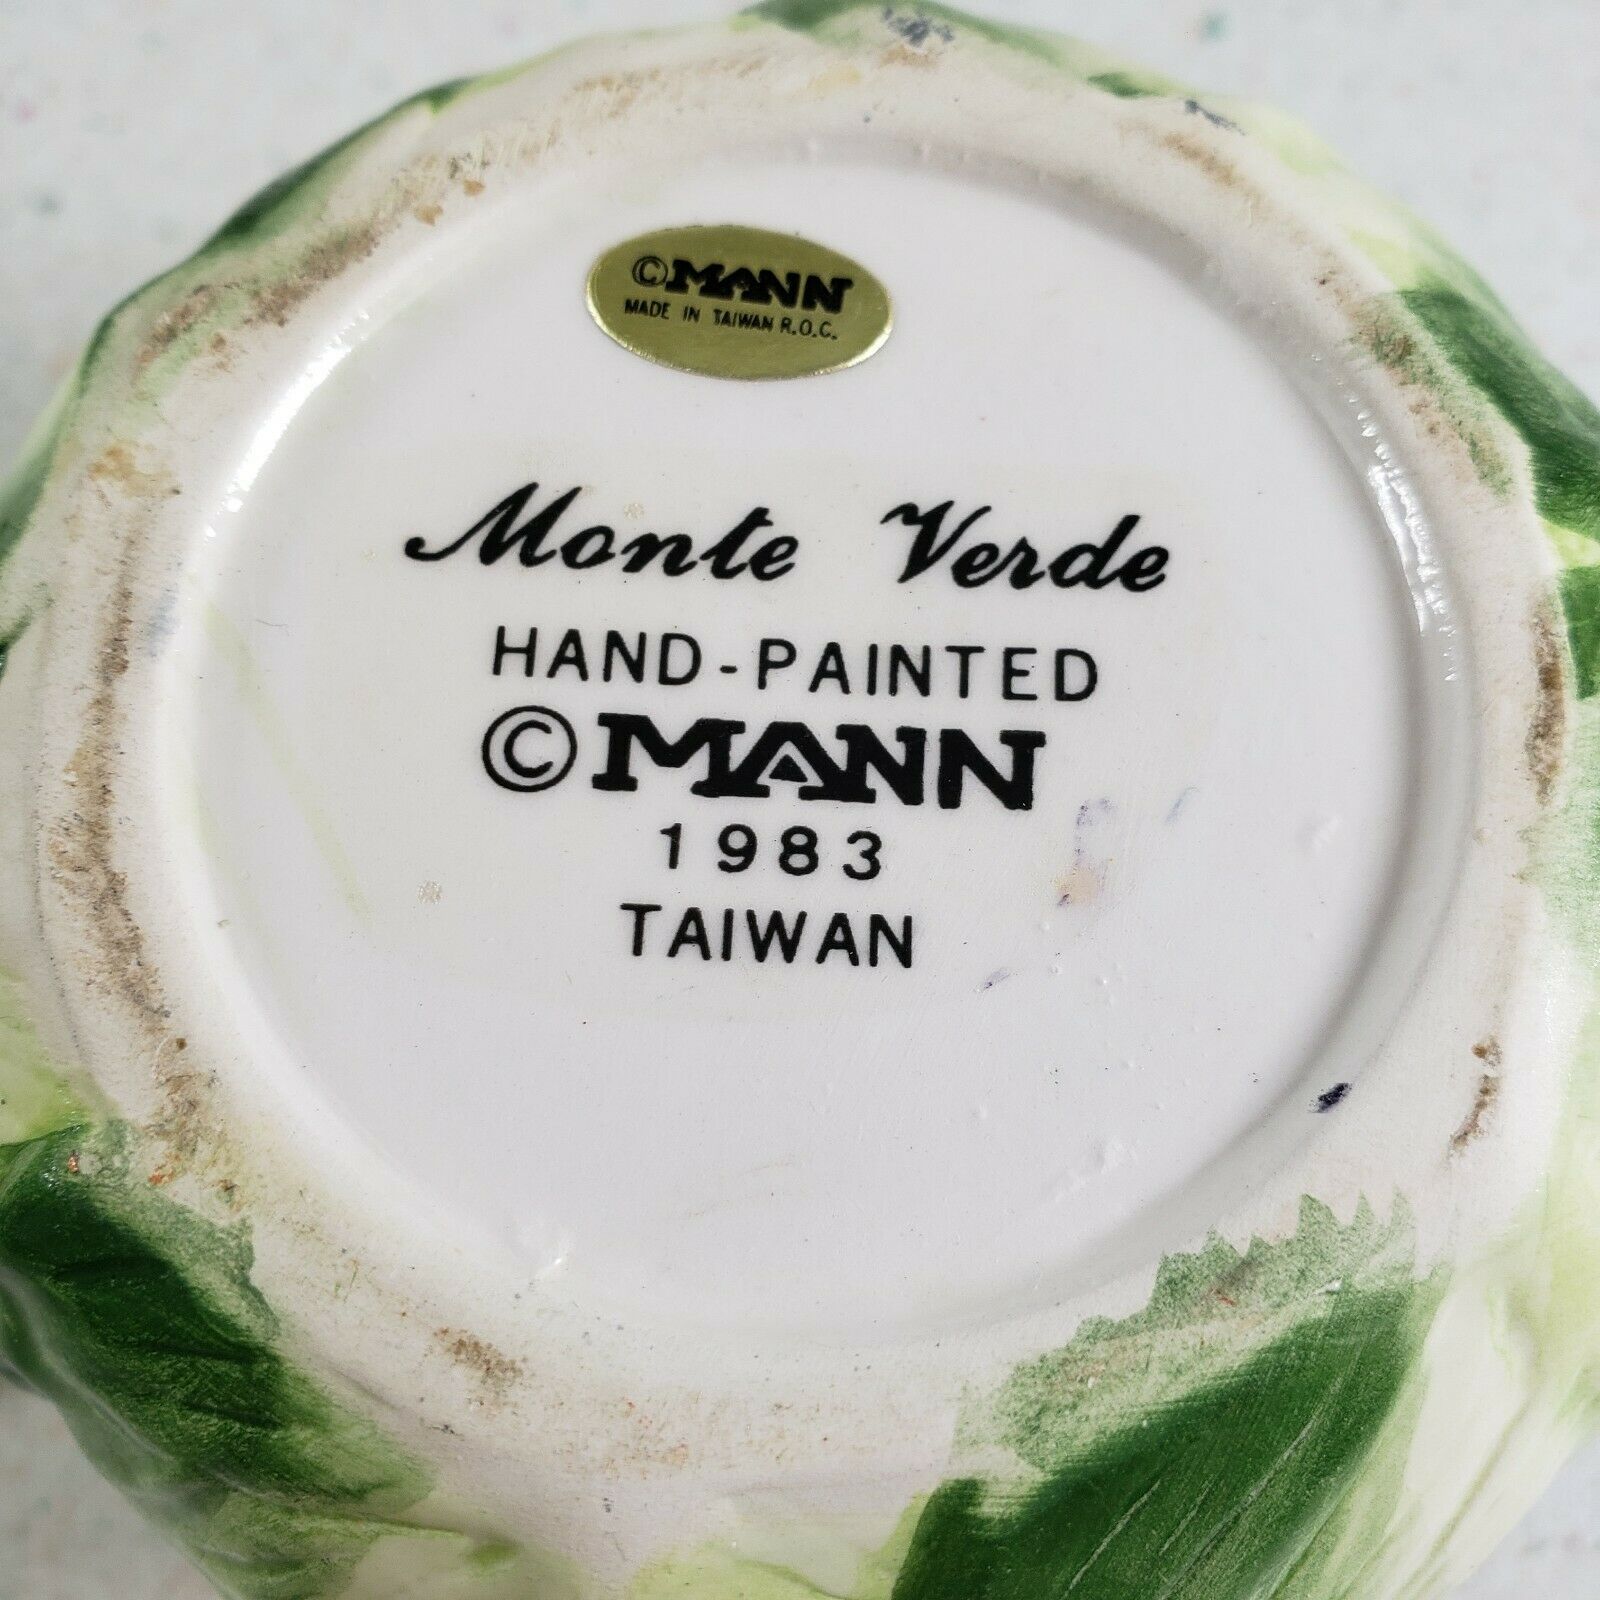 ©MANN
MADE IN TAIWAN R.O.C.
Monte Verde
HAND-PAINTED
©MANN
1983
TAIWAN